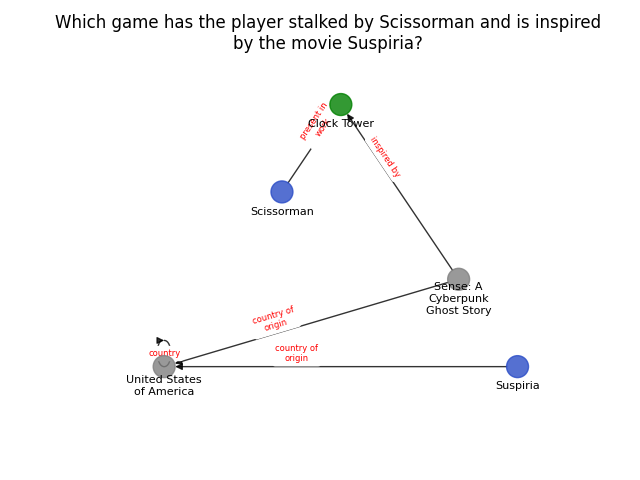 Which game has the player stalked by Scissorman and is inspired
by the movie Suspiria?
present in
work
Clock Tower
inspired by
Scissorman
Sense: A
Cyberpunk
Ghost Story
country of
origin
country of
origin
country
United States
of America
Suspiria